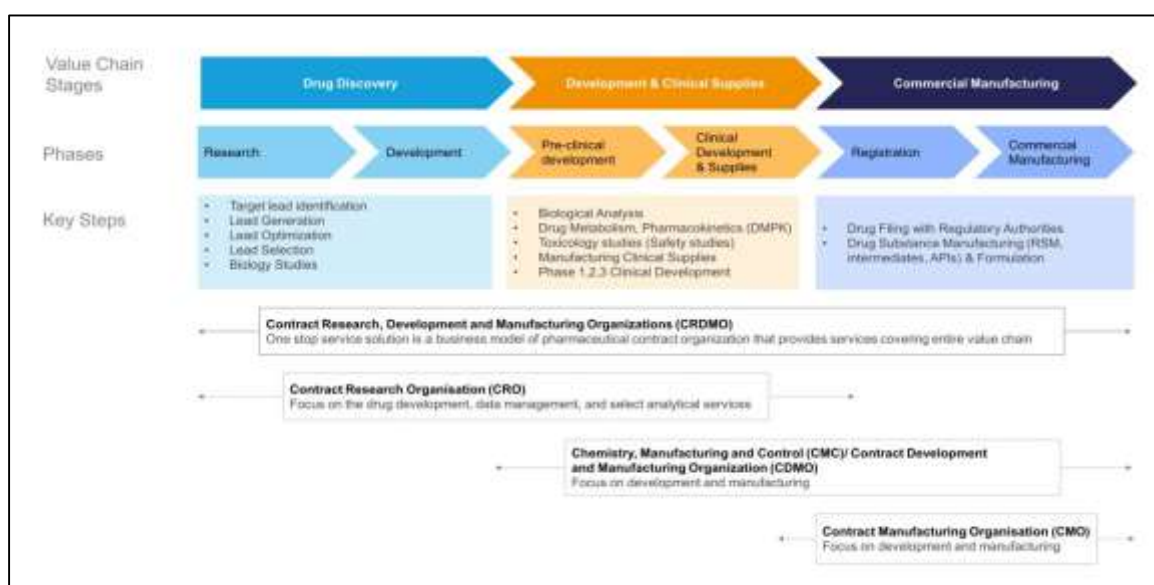 Value Chain
Stages
Drug Discovery
Development & Clinical Supplies
Commercial Manufacturing
Phases
Research
Development
Pre-clinical
development
Clinical
Development
& Supplies
Registration
Commercial
Manufacturing
Key Steps
• Target lead identification
• Lead Generation
• Lead Optimization
• Lead Selection
• Biology Studies
• Biological Analysis
• Drug Metabolism, Pharmacokinetics (DMPK)
• Toxicology studies (Safety studies)
• Manufacturing Clinical Supplies
• Phase 1,2,3 Clinical Development
• Drug Filing with Regulatory Authorities
• Drug Substance Manufacturing (RSM,
intermediates, APIs) & Formulation
Contract Research, Development and Manufacturing Organizations (CRDMO)
One stop service solution is a business model of pharmaceutical contract organization that provides services covering entire value chain
Contract Research Organisation (CRO)
Focus on the drug development, data management, and select analytical services
Chemistry, Manufacturing and Control (CMC)/ Contract Development
and Manufacturing Organization (CDMO)
Focus on development and manufacturing
Contract Manufacturing Organisation (CMO)
Focus on development and manufacturing